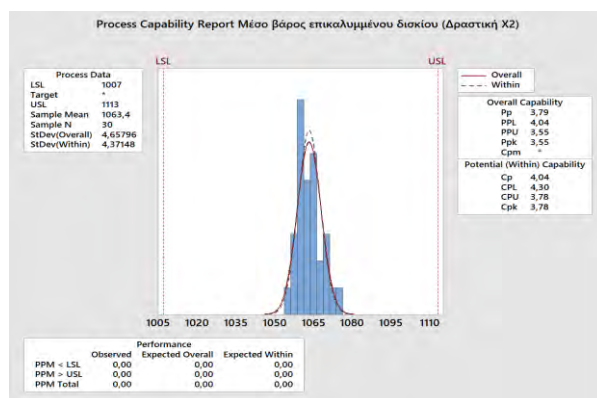 Process Capability Report Μέσο βάρος επικαλυμμένου δισκίου (Δραστική Χ2)
LSL USL
Process Data
LSL 1007
Target *
USL 1113
Sample Mean 1063,4
Sample N 30
StDev(Overall) 4,65796
StDev(Within) 4,37148
Overall
Within
Overall Capability
Pp 3,79
PPL 4,04
PPU 3,55
Ppk 3,55
Cpm *
Potential (Within) Capability
Cp 4,04
CPL 4,30
CPU 3,78
Cpk 3,78
1005 1020 1035 1050 1065 1080 1095 1110
Performance
Observed Expected Overall Expected Within
PPM < LSL 0,00 0,00 0,00
PPM > USL 0,00 0,00 0,00
PPM Total 0,00 0,00 0,00